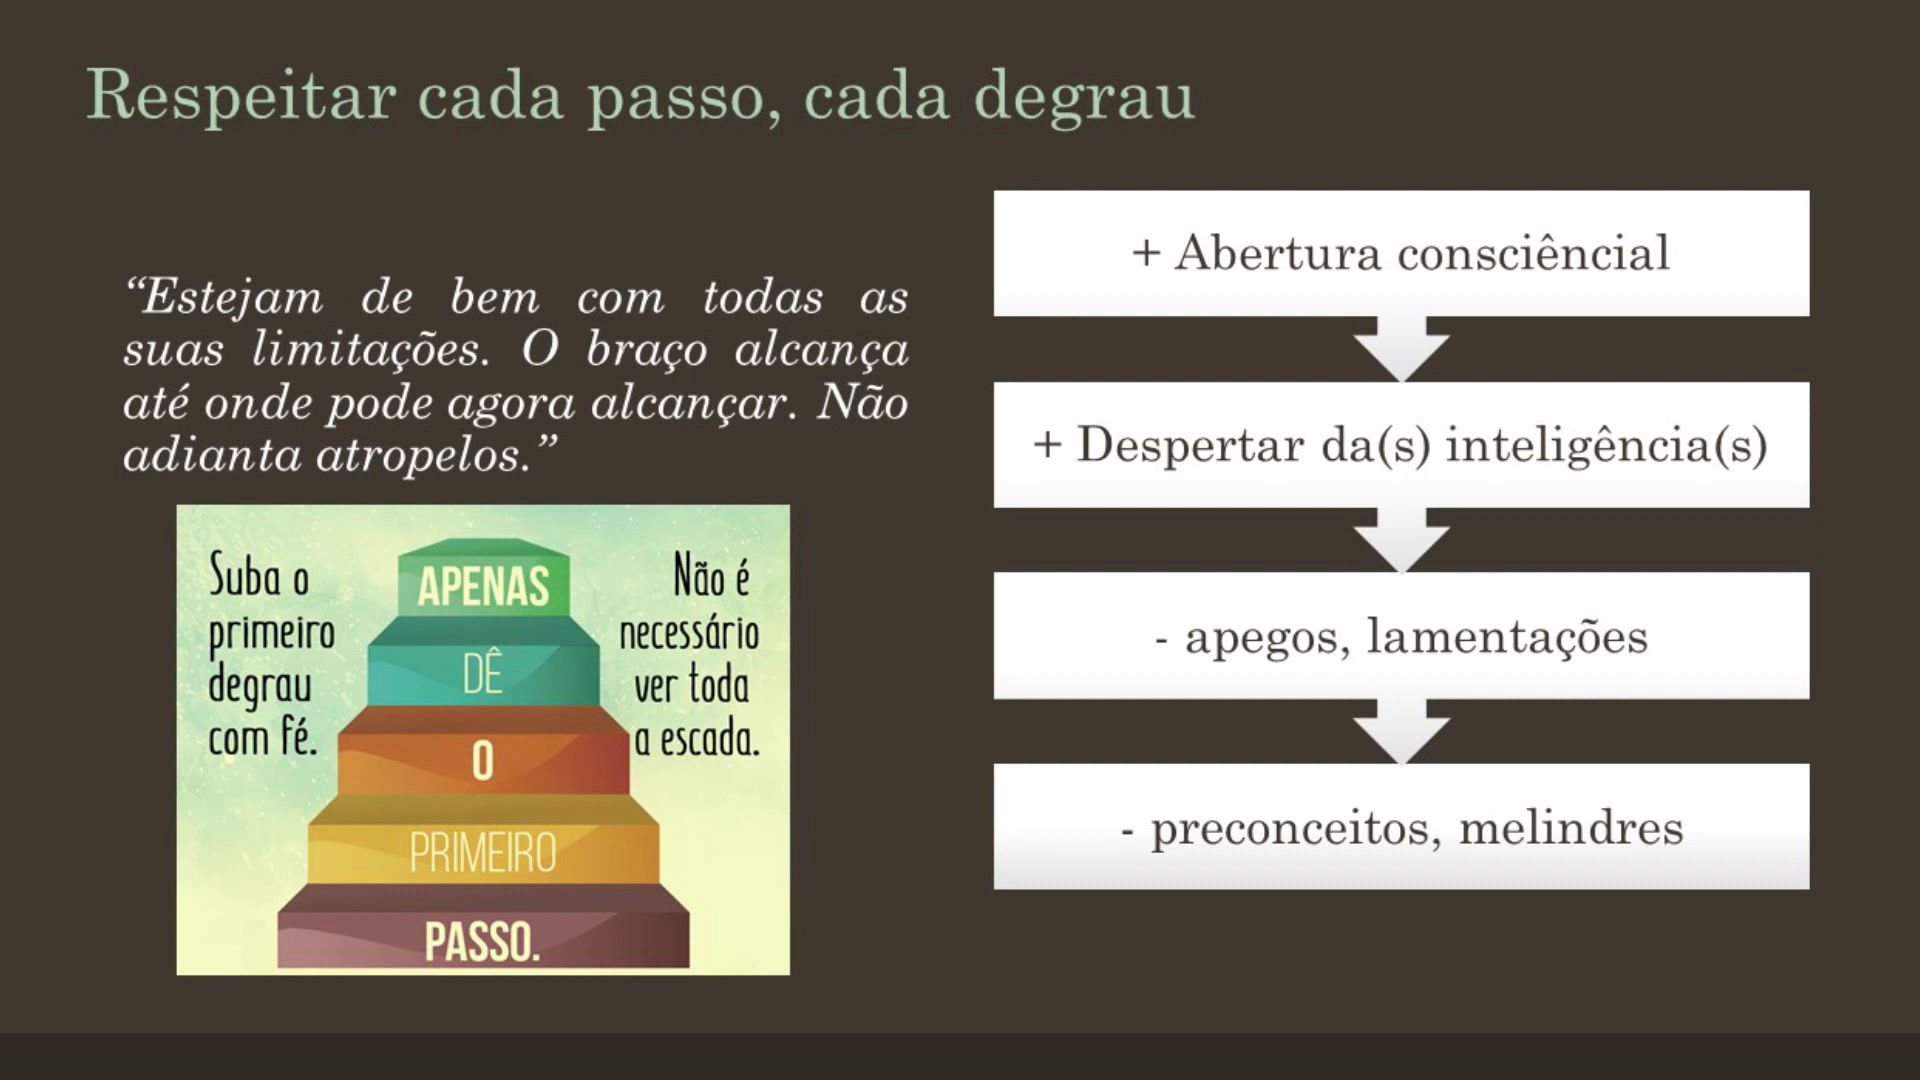 Respeitar cada passo, cada degrau
“Estejam de bem com todas as
suas limitações. O braço alcança
até onde pode agora alcançar. Não
adianta atropelos.”
Suba o
primeiro
degrau
com fé.
APENAS
DÊ
O
PRIMEIRO
PASSO.
Não é
necessário
ver toda
a escada.
+ Abertura consciêncial
+ Despertar da(s) inteligência(s)
- apegos, lamentações
- preconceitos, melindres